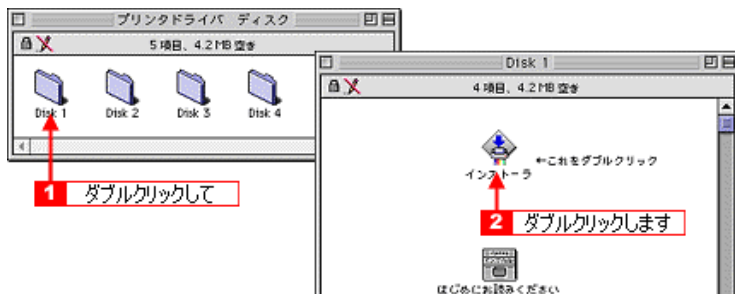 プリンタドライバ ディスク
5 項目、4.2 MB 空き
Disk 1
Disk 2
Disk 3
Disk 4
1 ダブルクリックして
Disk 1
4 項目、4.2 MB 空き
←これをダブルクリック
インストーラ
2 ダブルクリックします
はじめにお読みください